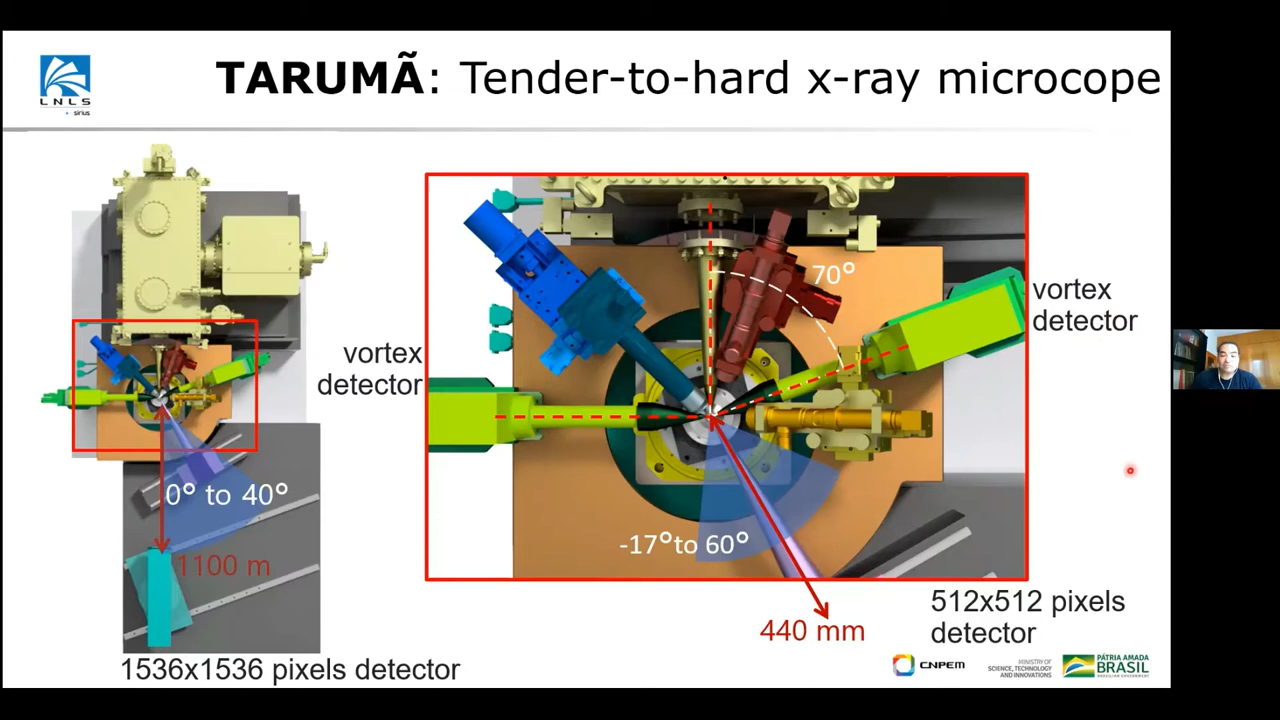 LNLS
sirius
TARUMÃ: Tender-to-hard x-ray microcope
vortex
detector
70°
vortex
detector
0° to 40°
-17°to 60°
1100 m
440 mm
512x512 pixels
detector
1536x1536 pixels detector
CNPEM
MINISTRY OF
SCIENCE, TECHNOLOGY
AND INNOVATIONS
PÁTRIA AMADA
BRASIL
BRAZILIAN GOVERNMENT